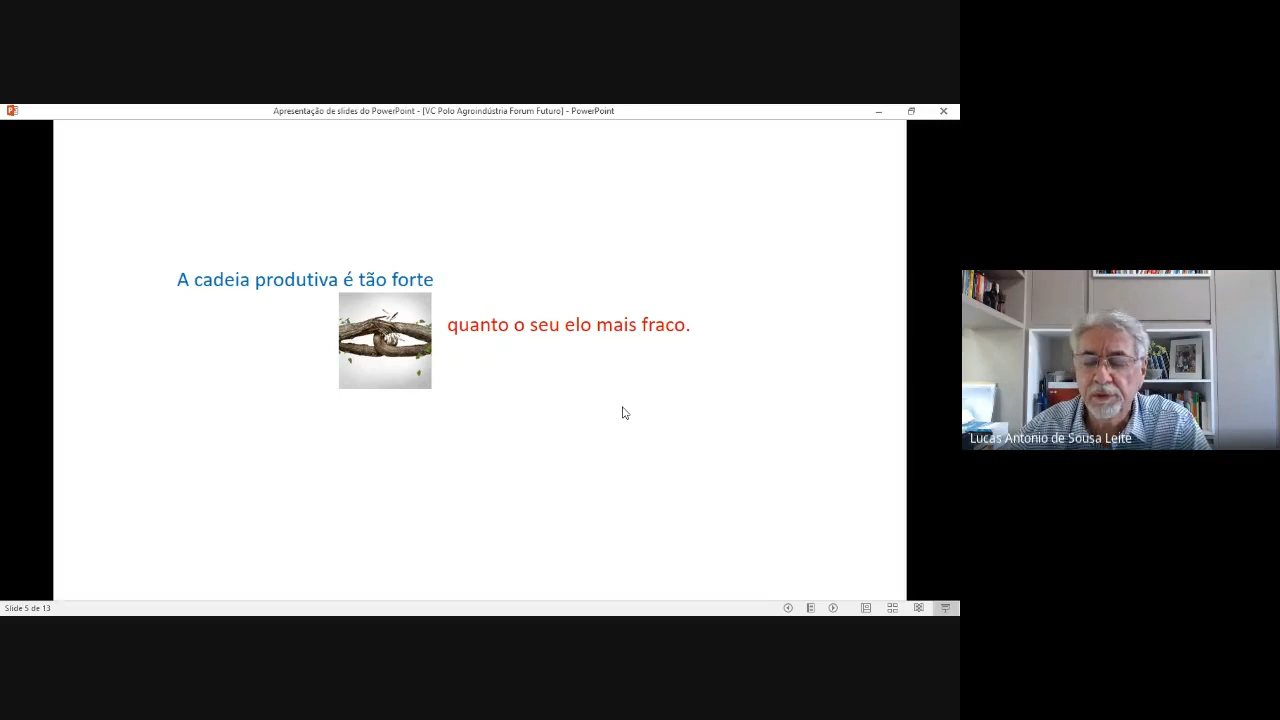 Apresentação de slides do PowerPoint - [VC Polo Agroindústria Forum Futuro] - PowerPoint
A cadeia produtiva é tão forte
quanto o seu elo mais fraco.
Lucas Antonio de Sousa Leite
Slide 5 de 13